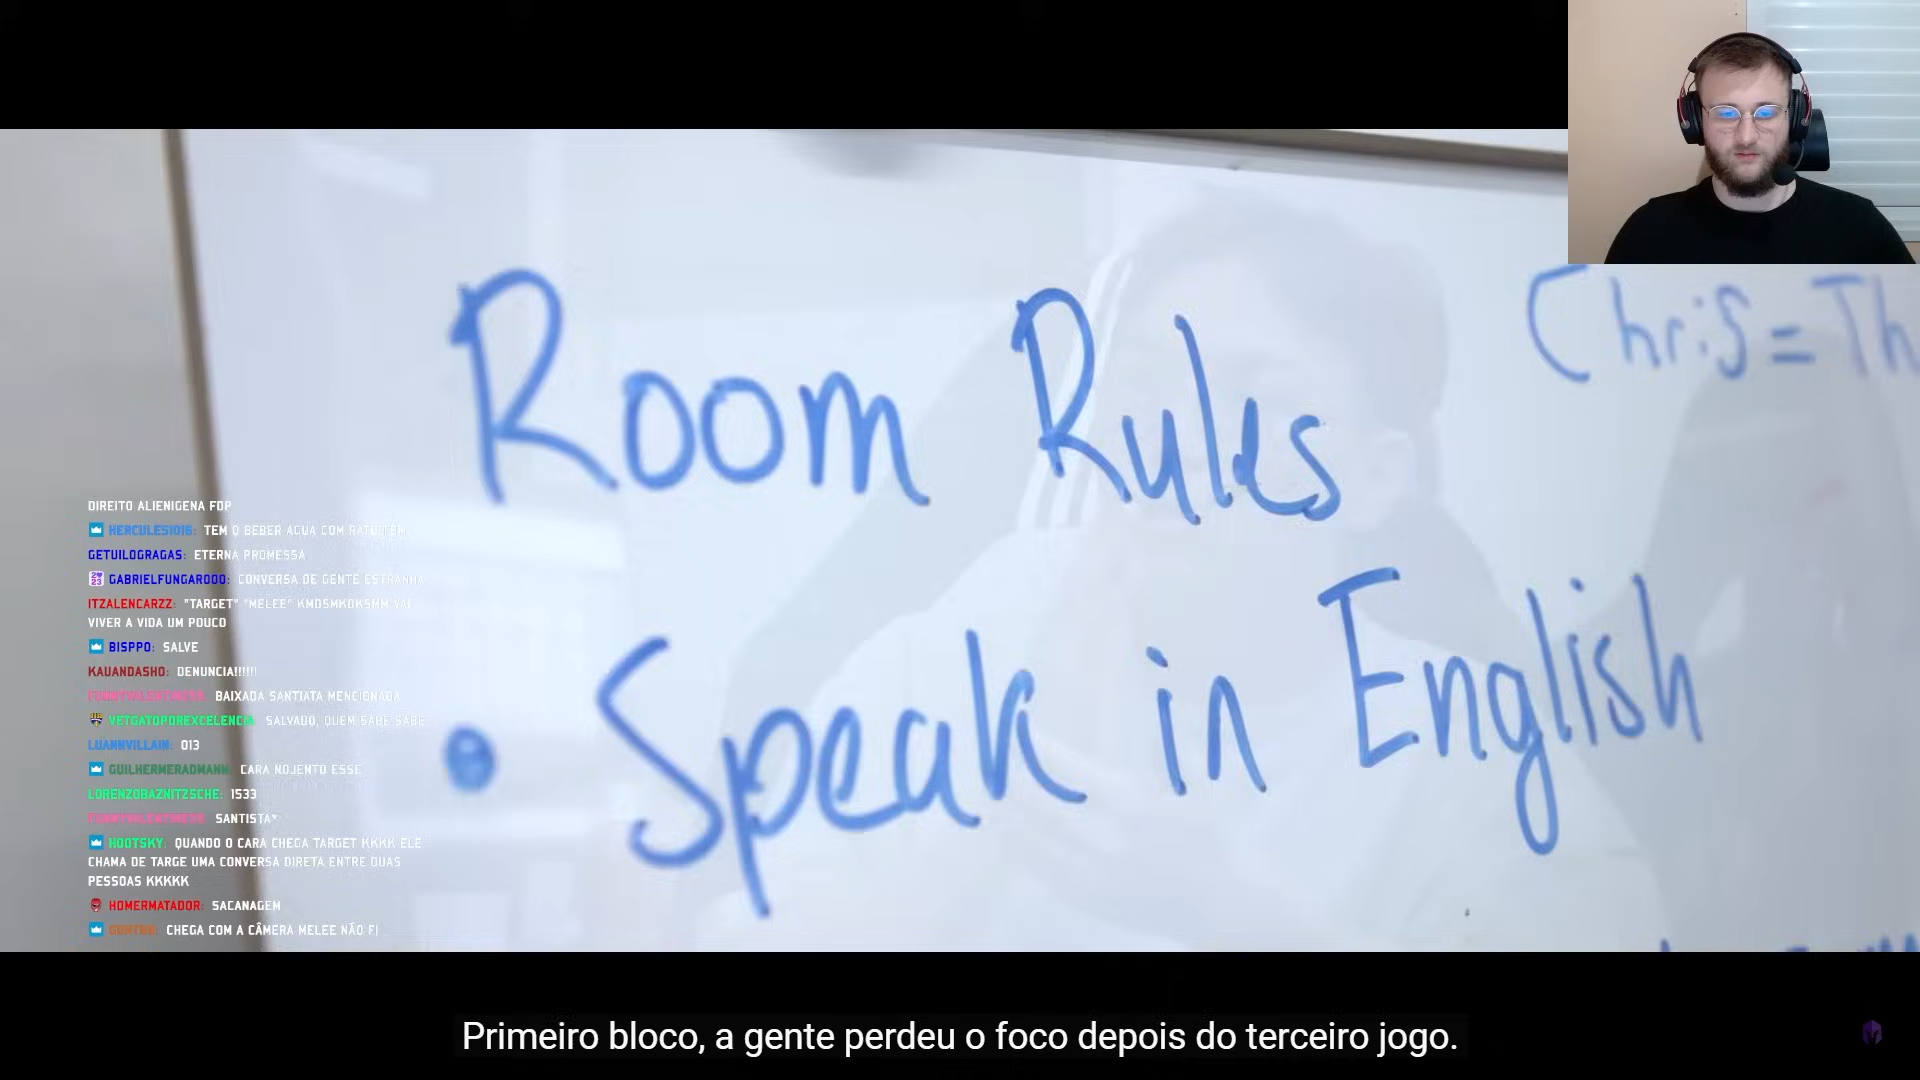 Room Rules
Chris = Th
• Speak in English
DIREITO ALIENIGENA FDP
HERCULES1016: TEM O BEBER AGUA COM RATO TEM
GETUILOGRAGAS: ETERNA PROMESSA
GABRIELFUNGAROOO: CONVERSA DE GENTE ESTRANHA
ITZALENCARZZ: "TARGET" "MELEE" KMDSMKDKSMM VAI
VIVER A VIDA UM POUCO
BISPPO: SALVE
KAUANDASHO: DENUNCIA!!!!!!
BAIXADA SANTIATA MENCIONADA
VETGATOPOREXCELENCIA: SALVADO, QUEM SABE SABE
LUANNVILLAIN: 013
GUILHERMERADMANN: CARA NOJENTO ESSE
LORENZOBAZNITZSCHE: 1533
SANTISTA*
HOOTSKY: QUANDO O CARA CHEGA TARGET KKKK ELE
CHAMA DE TARGE UMA CONVERSA DIRETA ENTRE DUAS
PESSOAS KKKKK
HOMERMATADOR: SACANAGEM
CHEGA COM A CÂMERA MELEE NÃO F|
Primeiro bloco, a gente perdeu o foco depois do terceiro jogo.